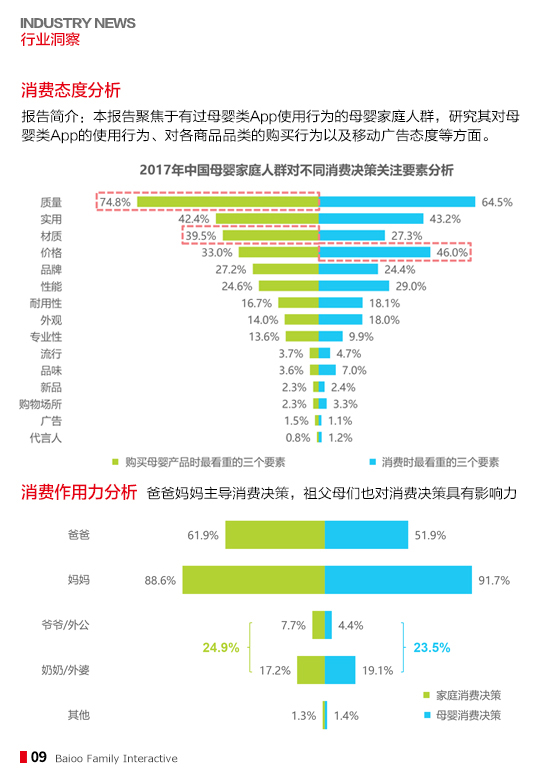 INDUSTRY NEWS
行业洞察
消费态度分析
报告简介：本报告聚焦于有过母婴类App使用行为的母婴家庭人群，研究其对母
婴类App的使用行为、对各商品品类的购买行为以及移动广告态度等方面。
2017年中国母婴家庭人群对不同消费决策关注要素分析
质量 74.8% 64.5%
实用 42.4% 43.2%
材质 39.5% 27.3%
价格 33.0% 46.0%
品牌 27.2% 24.4%
性能 24.6% 29.0%
耐用性 16.7% 18.1%
外观 14.0% 18.0%
专业性 13.6% 9.9%
流行 3.7% 4.7%
品味 3.6% 7.0%
新品 2.3% 2.4%
购物场所 2.3% 3.3%
广告 1.5% 1.1%
代言人 0.8% 1.2%
购买母婴产品时最看重的三个要素 消费时最看重的三个要素
消费作用力分析 爸爸妈妈主导消费决策，祖父母们也对消费决策具有影响力
爸爸 61.9% 51.9%
妈妈 88.6% 91.7%
爷爷/外公 7.7% 4.4%
24.9% 23.5%
奶奶/外婆 17.2% 19.1%
家庭消费决策
其他 1.3% 1.4% 母婴消费决策
09 Baioo Family Interactive